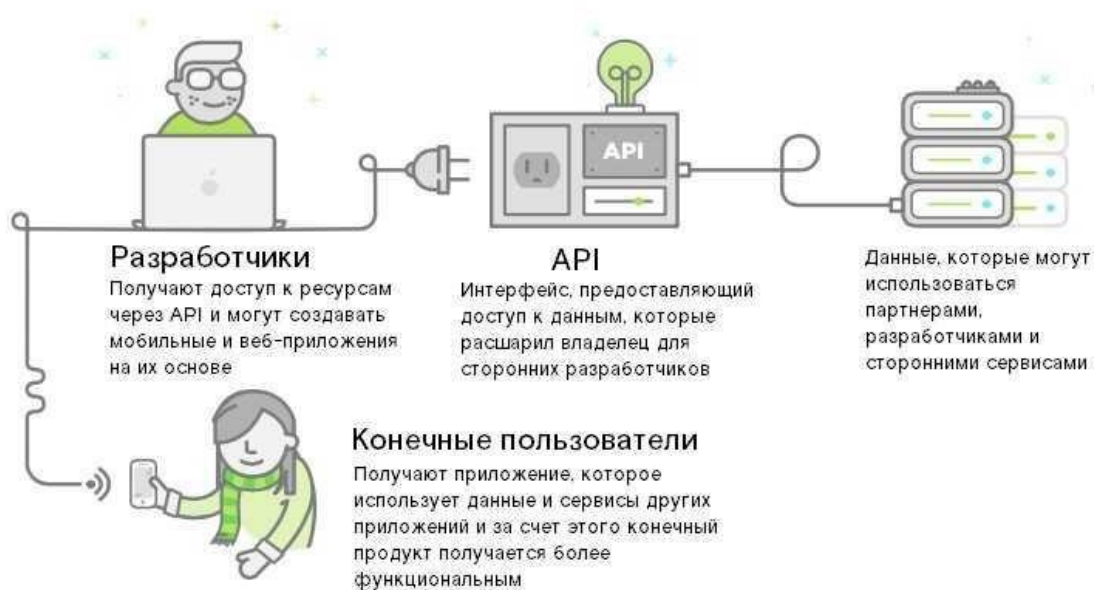 API
Разработчики
Получают доступ к ресурсам
через API и могут создавать
мобильные и веб-приложения
на их основе
API
Интерфейс, предоставляющий
доступ к данным, которые
расшарил владелец для
сторонних разработчиков
Данные, которые могут
использоваться
партнерами,
разработчиками и
сторонними сервисами
Конечные пользователи
Получают приложение, которое
использует данные и сервисы других
приложений и за счет этого конечный
продукт получается более
функциональным